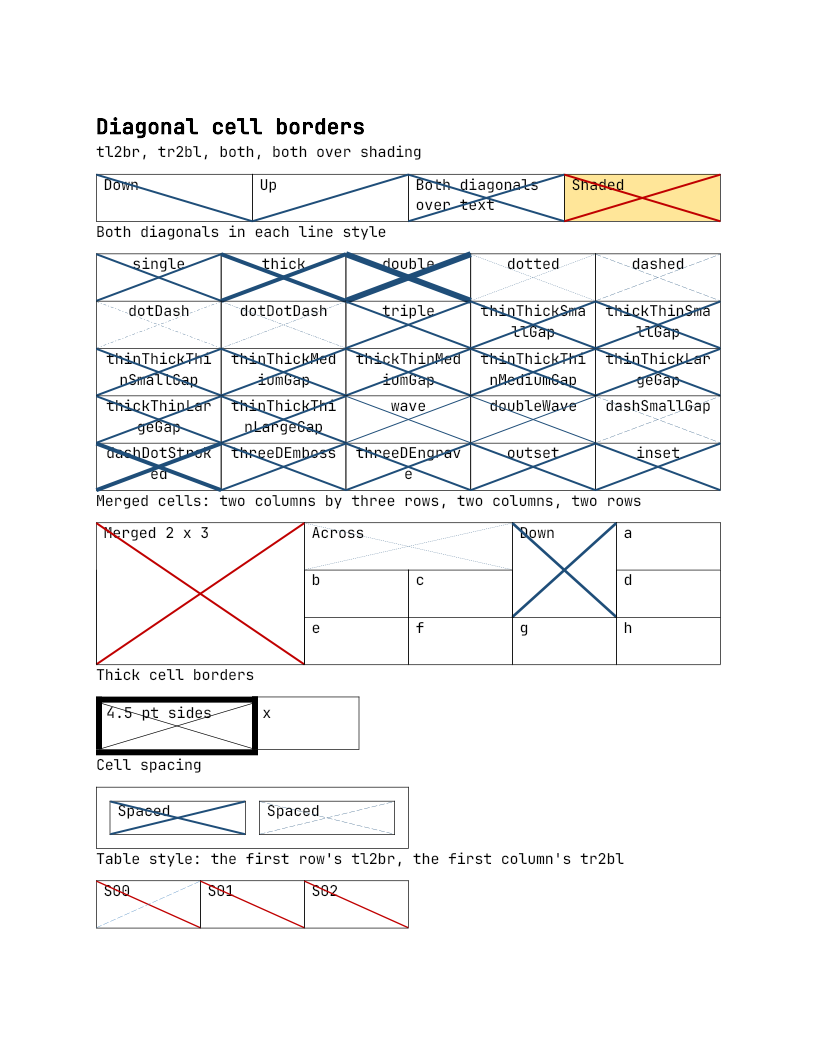 Diagonal cell borders
tl2br, tr2bl, both, both over shading
Down Up Both diagonals Shaded
over text
Both diagonals in each line style
single thick double dotted dashed
dotDash dotDotDash triple thinThickSma thickThinSma
llGap llGap
thinThickThi thinThickMed thickThinMed thinThickThi thinThickLar
nSmallGap iumGap iumGap nMediumGap geGap
thickThinLar thinThickThi wave doubleWave dashSmallGap
geGap nLargeGap
dashDotStrok threeDEmboss threeDEngrav outset inset
ed e
Merged cells: two columns by three rows, two columns, two rows
Merged 2 x 3 Across Down a
b c d
e f g h
Thick cell borders
4.5 pt sides x
Cell spacing
Spaced Spaced
Table style: the first row's tl2br, the first column's tr2bl
S00 S01 S02